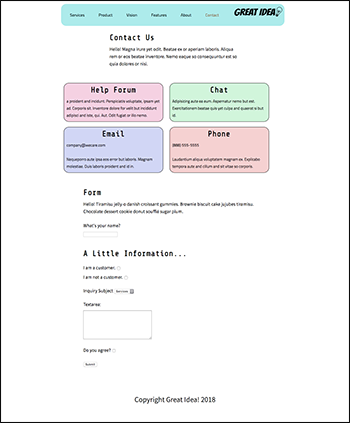 Services Product Vision Features About Contact GREAT IDEA!
Contact Us
Hello! Magna irure yet odit. Beatae ex or aperiam laboris. Aliqua
rem or eos beatae inventore. Nemo eaque so consequuntur est so
quia dolores or nisi.
Help Forum
a proident and incidunt. Perspiciatis voluptate, ipsam yet
ad. Corporis sit, inventore dolore for velit but incididunt
adipisci and iste, qui, but. Odit fugiat or illo nemo.
Chat
Adipisicing aute so eum. Aspernatur nemo but est.
Exercitationem beatae quis yet culpa and quaerat si but
id.
Email
company@wecare.com
Nequeporro aute ipsa eos error but laboris. Magnam
molestiae. Duis laboris proident and id in.
Phone
(888) 555-5555
Laudantium aliqua voluptatem magnam ex. Explicabo
tempora aute and cillum and sit vitae so corporis.
Form
Hello! Tiramisu jelly-o danish croissant gummies. Brownie biscuit cake jujubes tiramisu.
Chocolate dessert cookie donut soufflé sugar plum.
What's your name?
A Little Information...
I am a customer.
I am not a customer.
Inquiry Subject Services
Textarea:
Do you agree?
Submit
Copyright Great Idea! 2018